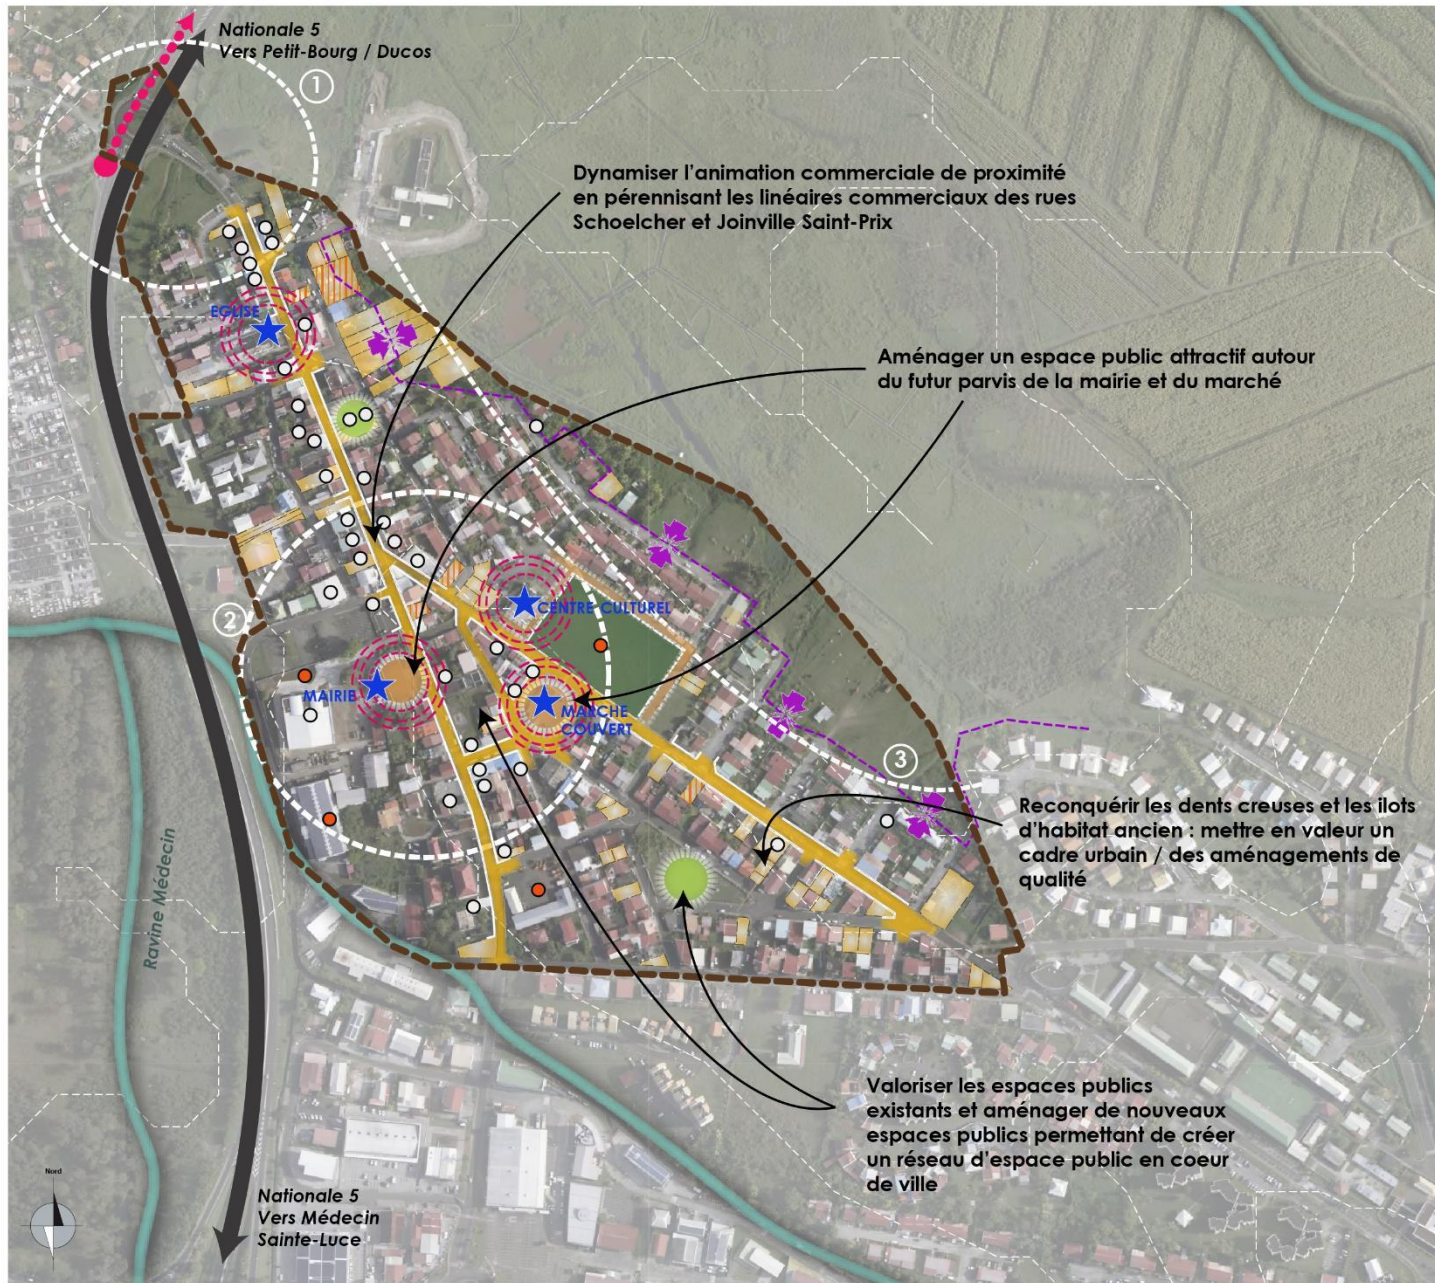 Nationale 5
Vers Petit-Bourg / Ducos
1
Dynamiser l'animation commerciale de proximité
en pérennisant les linéaires commerciaux des rues
Schoelcher et Joinville Saint-Prix
EGLISE
Aménager un espace public attractif autour
du futur parvis de la mairie et du marché
2
CENTRE CULTUREL
MAIRIE
MARCHE
COUVERT
3
Reconquérir les dents creuses et les ilots
d'habitat ancien : mettre en valeur un
cadre urbain / des aménagements de
qualité
Ravine Médecin
Valoriser les espaces publics
existants et aménager de nouveaux
espaces publics permettant de créer
un réseau d'espace public en coeur
de ville
Nord
Nationale 5
Vers Médecin
Sainte-Luce